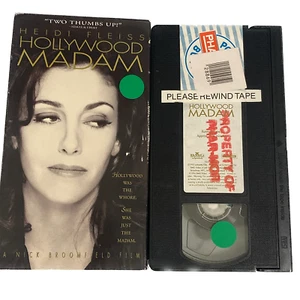 "TWO THUMBS UP!"
HEIDI FLEISS
HOLLYWOOD
MADAM
HOLLYWOOD
WAS THE
WHORE.
SHE WAS
JUST
THE MADAM.
A NICK BROOMFIELD FILM
PLEASE REWIND TAPE
HOLLYWOOD
MADAM
PROPERTY OF